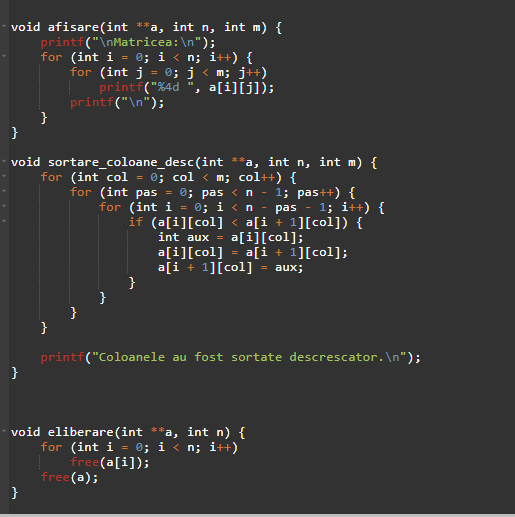 void afisare(int **a, int n, int m) {
    printf("\nMatricea:\n");
    for (int i = 0; i < n; i++) {
        for (int j = 0; j < m; j++)
            printf("%4d ", a[i][j]);
        printf("\n");
    }
}

void sortare_coloane_desc(int **a, int n, int m) {
    for (int col = 0; col < m; col++) {
        for (int pas = 0; pas < n - 1; pas++) {
            for (int i = 0; i < n - pas - 1; i++) {
                if (a[i][col] < a[i + 1][col]) {
                    int aux = a[i][col];
                    a[i][col] = a[i + 1][col];
                    a[i + 1][col] = aux;
                }
            }
        }
    }

    printf("Coloanele au fost sortate descrescator.\n");
}

void eliberare(int **a, int n) {
    for (int i = 0; i < n; i++)
        free(a[i]);
    free(a);
}